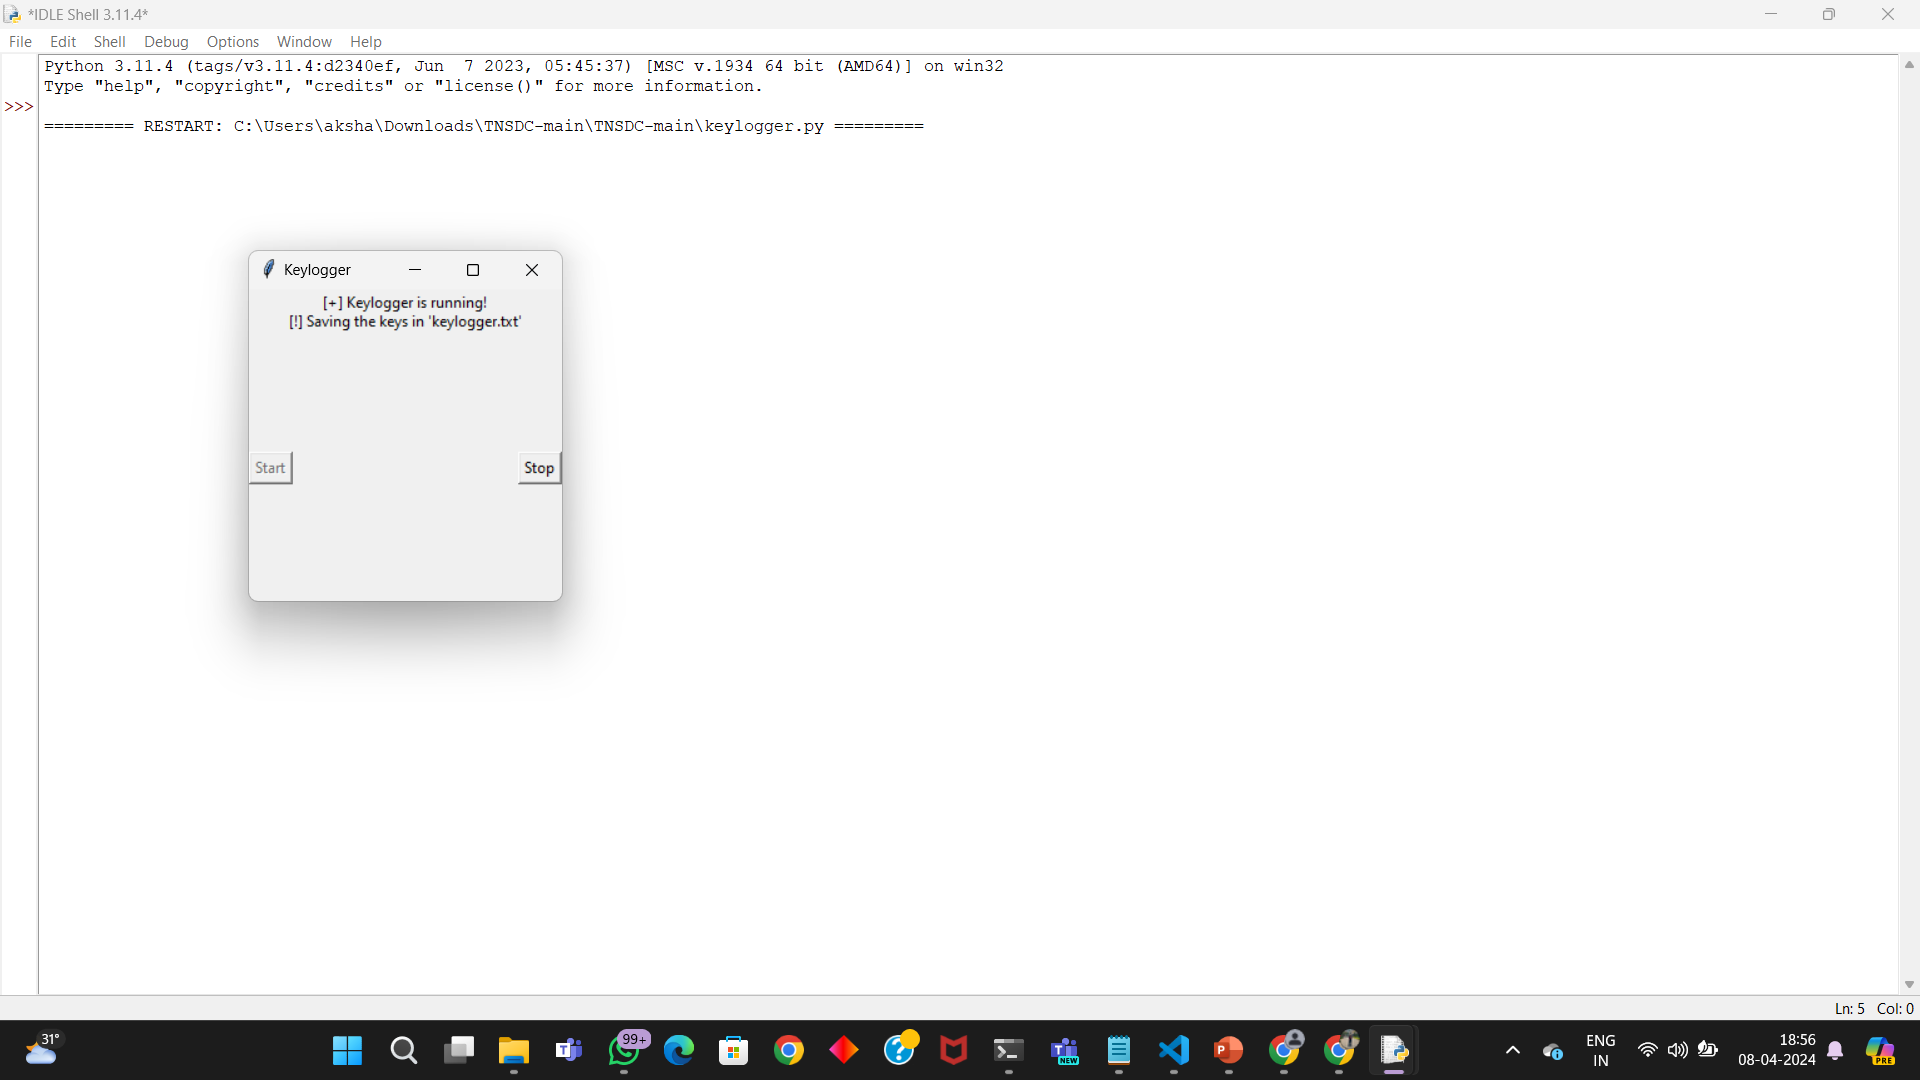 *IDLE Shell 3.11.4*
File Edit Shell Debug Options Window Help
Python 3.11.4 (tags/v3.11.4:d2340ef, Jun  7 2023, 05:45:37) [MSC v.1934 64 bit (AMD64)] on win32
Type "help", "copyright", "credits" or "license()" for more information.
>>>
========= RESTART: C:\Users\aksha\Downloads\TNSDC-main\TNSDC-main\keylogger.py =========
Keylogger
[+] Keylogger is running!
[!] Saving the keys in 'keylogger.txt'
Start Stop
Ln: 5 Col: 0
31°
99+
NEW
ENG
IN
18:56
08-04-2024
PRE